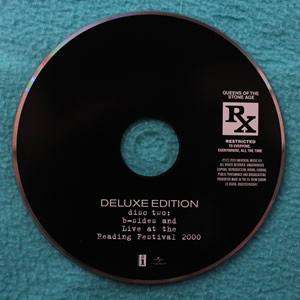 QUEENS OF THE
STONE AGE
RX
RESTRICTED
TO EVERYONE,
EVERYWHERE, ALL THE TIME
DELUXE EDITION
disc two:
b-sides and
Live at the
Reading Festival 2000